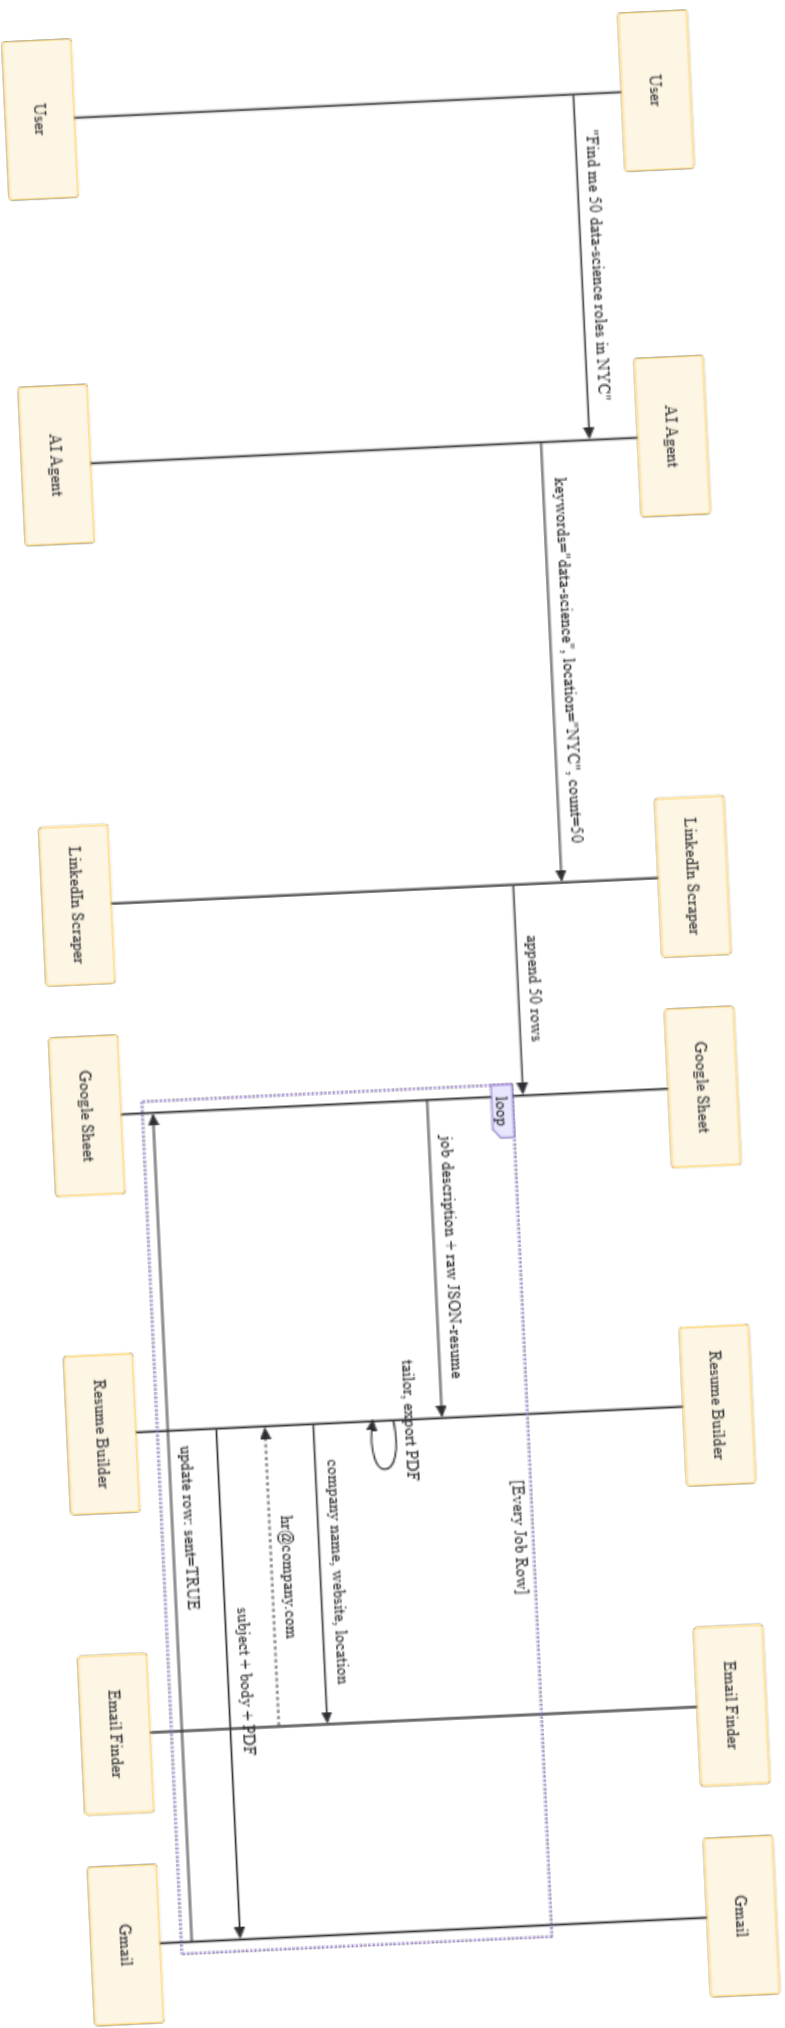 User
AI Agent
LinkedIn Scraper
Google Sheet
Resume Builder
Email Finder
Gmail
"Find me 50 data-science roles in NYC"
keywords="data-science", location="NYC", count=50
append 50 rows
loop
[Every Job Row]
job description + raw JSON-resume
tailor, export PDF
company name, website, location
hr@company.com
subject + body + PDF
update row: sent=TRUE
User
AI Agent
LinkedIn Scraper
Google Sheet
Resume Builder
Email Finder
Gmail